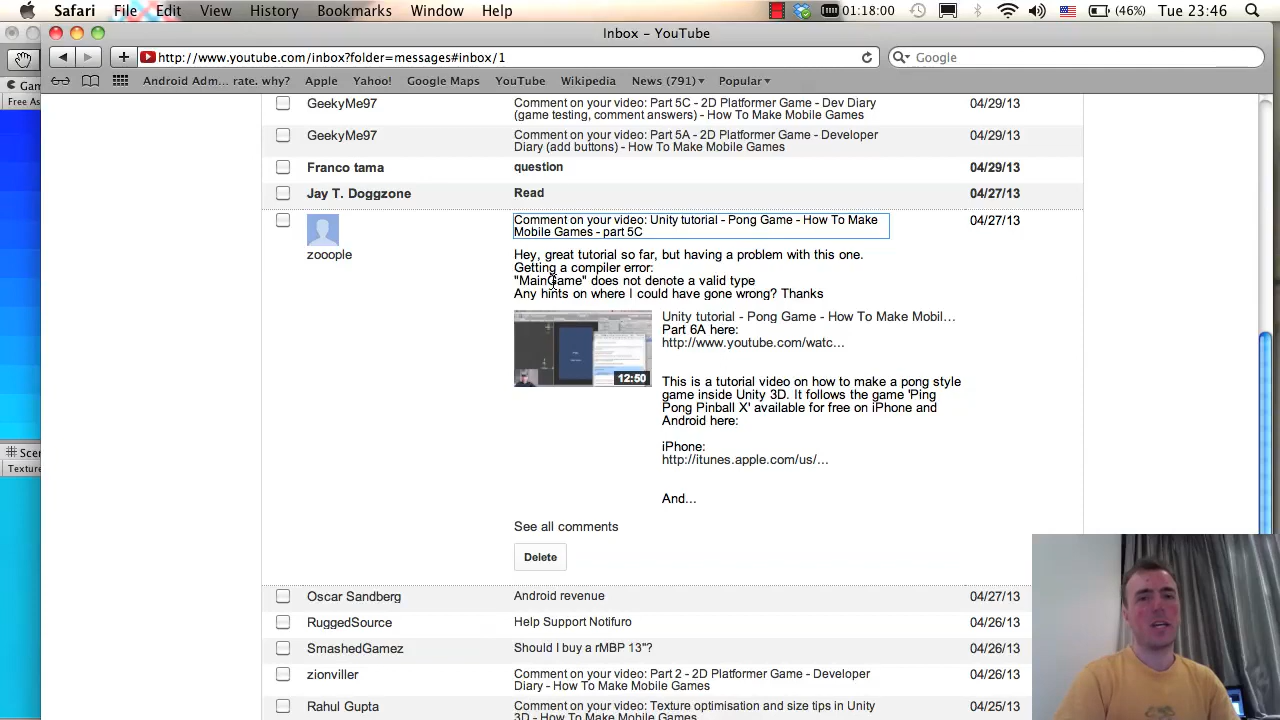 Safari File Edit View History Bookmarks Window Help 01:18:00 (46%) Tue 23:46
Inbox – YouTube
http://www.youtube.com/inbox?folder=messages#inbox/1 Google
Android Adm... rate. why? Apple Yahoo! Google Maps YouTube Wikipedia News (791) Popular
Gam
Free As
GeekyMe97 Comment on your video: Part 5C - 2D Platformer Game - Dev Diary 04/29/13
(game testing, comment answers) - How To Make Mobile Games
GeekyMe97 Comment on your video: Part 5A - 2D Platformer Game - Developer 04/29/13
Diary (add buttons) - How To Make Mobile Games
Franco tama question 04/29/13
Jay T. Doggzone Read 04/27/13
Comment on your video: Unity tutorial - Pong Game - How To Make 04/27/13
Mobile Games - part 5C
zooople Hey, great tutorial so far, but having a problem with this one.
Getting a compiler error:
"MainGame" does not denote a valid type
Any hints on where I could have gone wrong? Thanks
12:50
Unity tutorial - Pong Game - How To Make Mobil...
Part 6A here:
http://www.youtube.com/watc...
This is a tutorial video on how to make a pong style
game inside Unity 3D. It follows the game 'Ping
Pong Pinball X' available for free on iPhone and
Android here:
iPhone:
http://itunes.apple.com/us/...
And...
Scen
Texture
See all comments
Delete
Oscar Sandberg Android revenue 04/27/13
RuggedSource Help Support Notifuro 04/26/13
SmashedGamez Should I buy a rMBP 13"? 04/26/13
zionviller Comment on your video: Part 2 - 2D Platformer Game - Developer 04/26/13
Diary - How To Make Mobile Games
Rahul Gupta Comment on your video: Texture optimisation and size tips in Unity 04/25/13
3D - How To Make Mobile Games